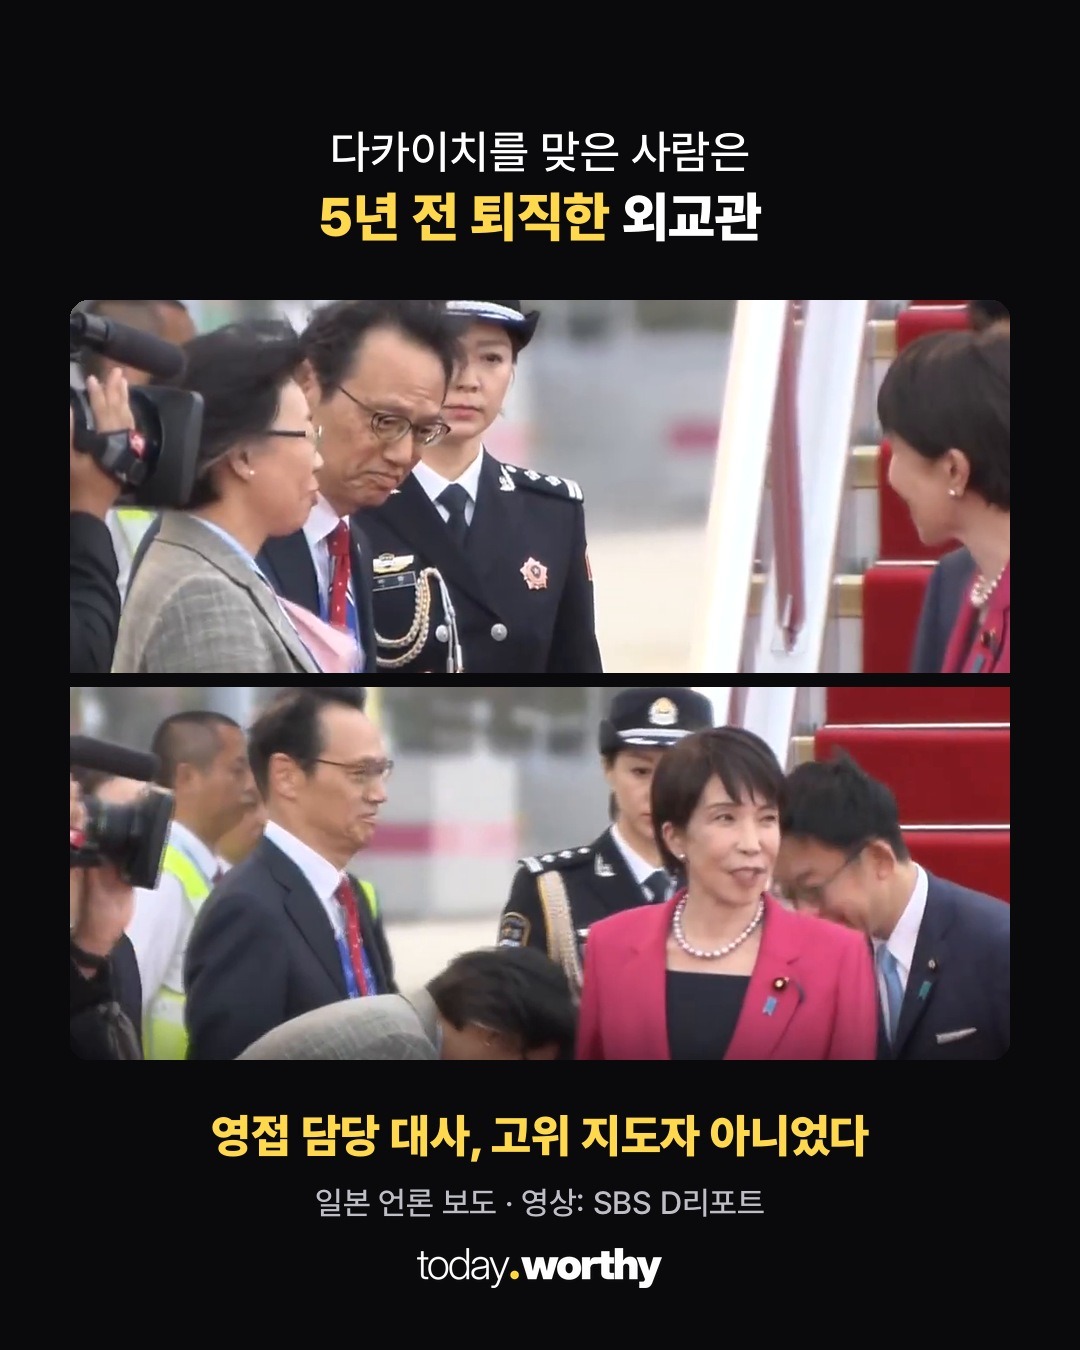 다카이치를 맞은 사람은
5년 전 퇴직한 외교관
영접 담당 대사, 고위 지도자 아니었다
일본 언론 보도 · 영상: SBS D리포트
today.worthy